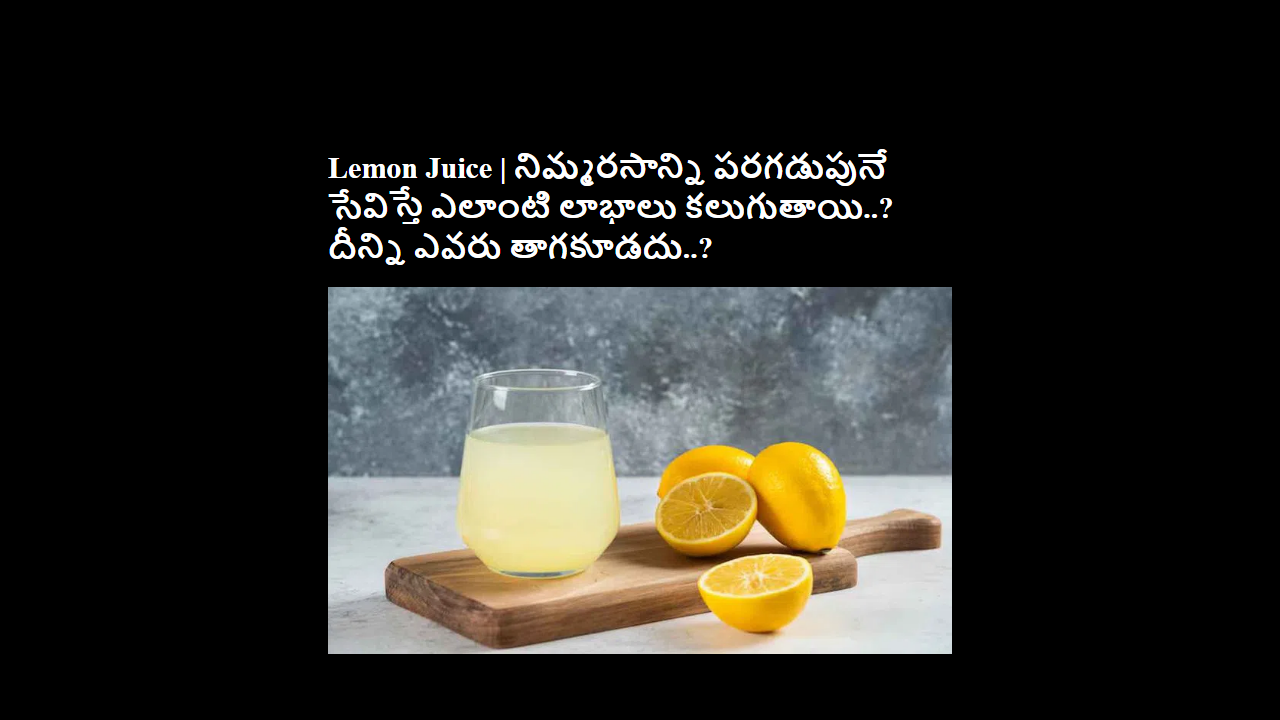 Lemon Juice | నిమ్మరసాన్ని పరగడుపునే
సేవిస్తే ఎలాంటి లాభాలు కలుగుతాయి..?
దీన్ని ఎవరు తాగకూడదు..?